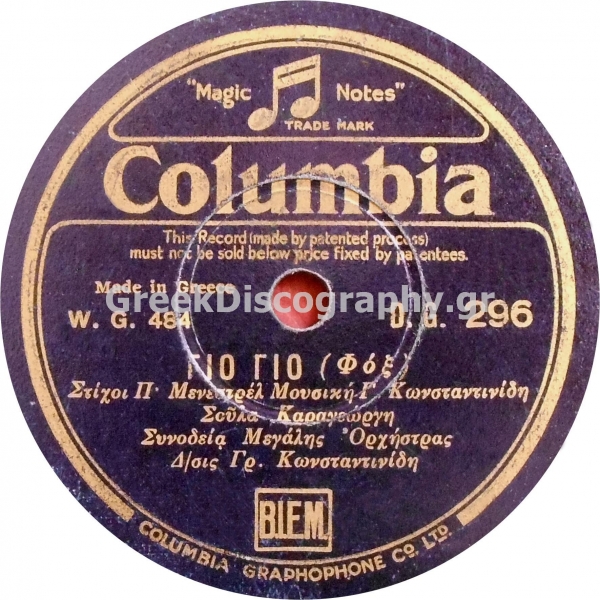 "Magic Notes"
TRADE MARK
Columbia
This Record (made by patented process)
must not be sold below price fixed by patentees.
Made in Greece
GreekDiscography.gr
W. G. 484 D. G. 296
ΓΙΟ ΓΙΟ (Φόξ)
Στίχοι Π. Μενεστρέλ Μουσική Γ. Κωνσταντινίδη
Σούλα Καραγεώργη
Συνοδείᾳ Μεγάλης Ὀρχήστρας
Δ/σις Γρ. Κωνσταντινίδη
BIEM
COLUMBIA GRAPHOPHONE CO. LTD.